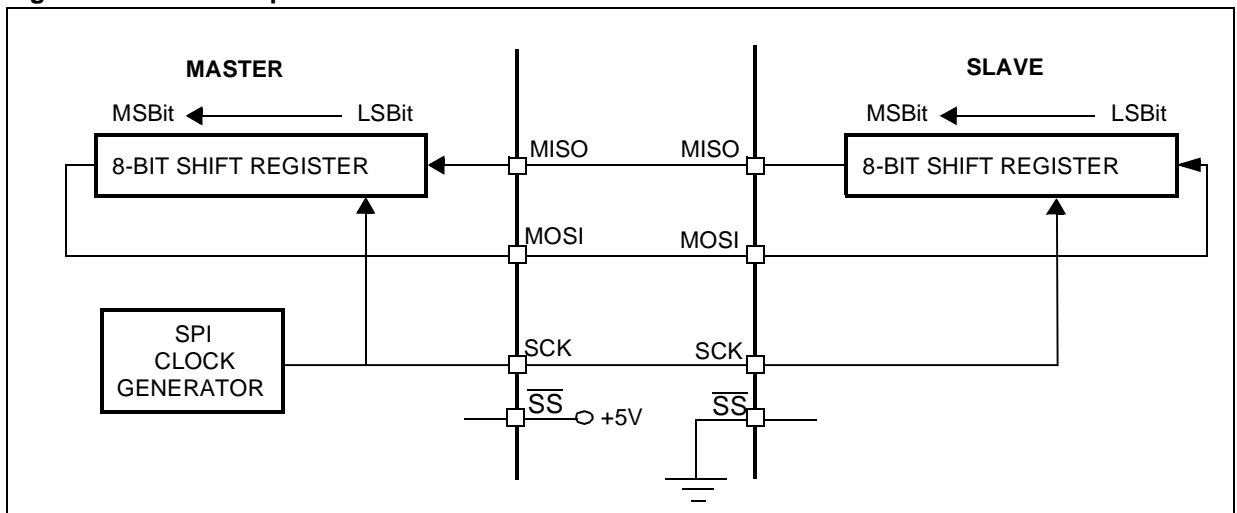 MASTER
SLAVE
MSBit LSBit
MSBit LSBit
8-BIT SHIFT REGISTER
MISO
MISO
8-BIT SHIFT REGISTER
MOSI
MOSI
SPI
CLOCK
GENERATOR
SCK
SCK
SS
+5V
SS